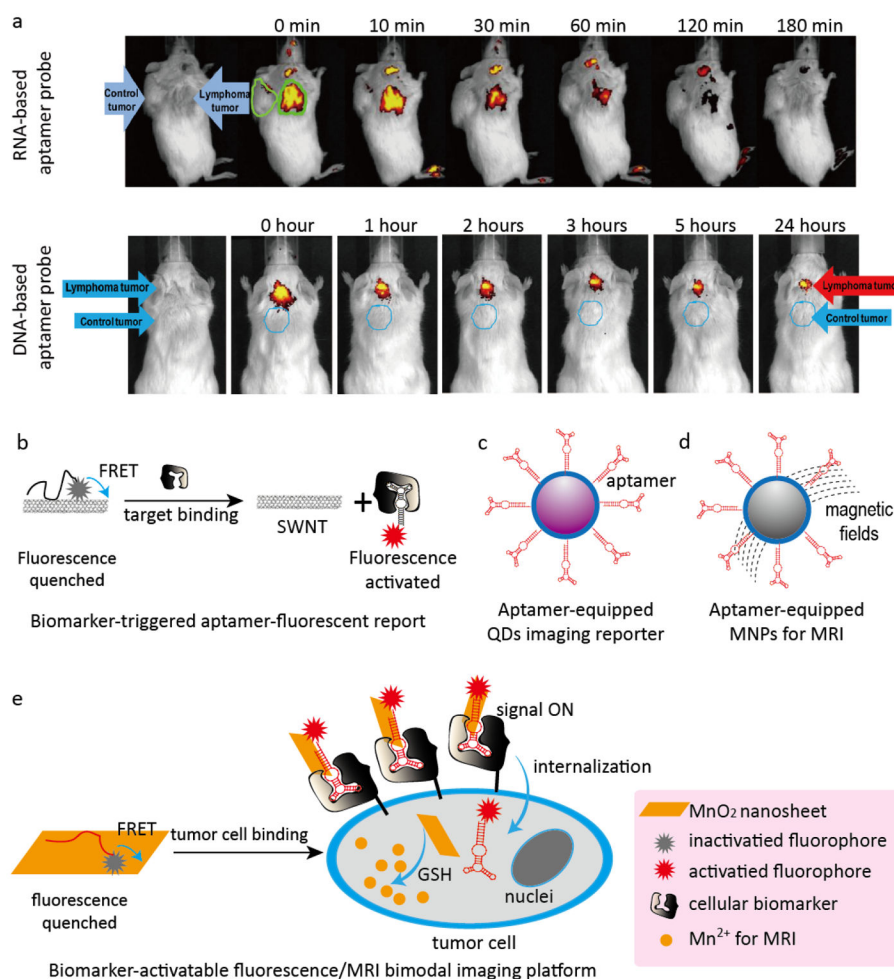 a
0 min 10 min 30 min 60 min 120 min 180 min
RNA-based
aptamer probe
Control
tumor
Lymphoma
tumor
0 hour 1 hour 2 hours 3 hours 5 hours 24 hours
DNA-based
aptamer probe
Lymphoma tumor
Control tumor
Lymphoma tumo
Control tumor
b
FRET
target binding
SWNT
Fluorescence
quenched
Fluorescence
activated
Biomarker-triggered aptamer-fluorescent report
c
aptamer
Aptamer-equipped
QDs imaging reporter
d
magnetic
fields
Aptamer-equipped
MNPs for MRI
e
FRET
fluorescence
quenched
tumor cell binding
signal ON
internalization
GSH
nuclei
tumor cell
MnO₂ nanosheet
inactivatied fluorophore
activatied fluorophore
cellular biomarker
Mn²⁺ for MRI
Biomarker-activatable fluorescence/MRI bimodal imaging platform